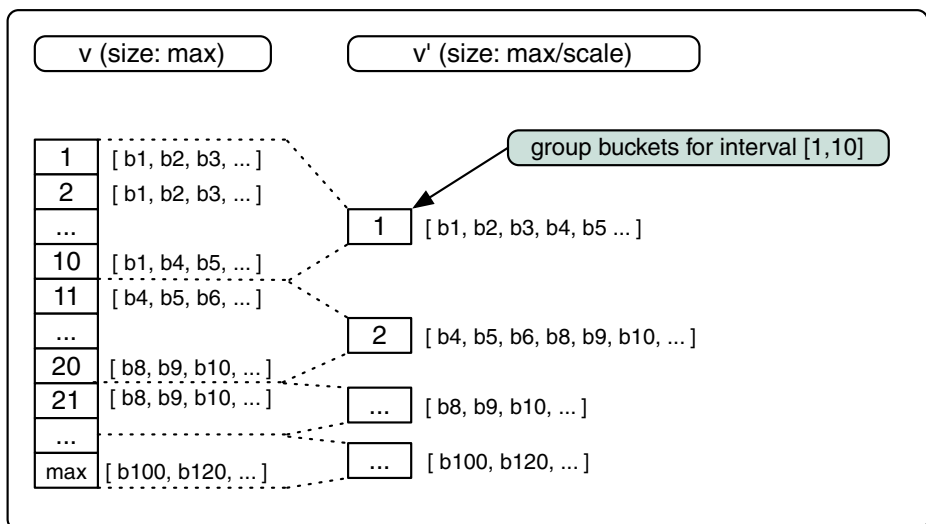 v (size: max)
v' (size: max/scale)
group buckets for interval [1,10]
1 [ b1, b2, b3, ... ]
2 [ b1, b2, b3, ... ]
...
10 [ b1, b4, b5, ... ]
11 [ b4, b5, b6, ... ]
...
20 [ b8, b9, b10, ... ]
21 [ b8, b9, b10, ... ]
...
max [ b100, b120, ... ]
1 [ b1, b2, b3, b4, b5 ... ]
2 [ b4, b5, b6, b8, b9, b10, ... ]
... [ b8, b9, b10, ... ]
... [ b100, b120, ... ]